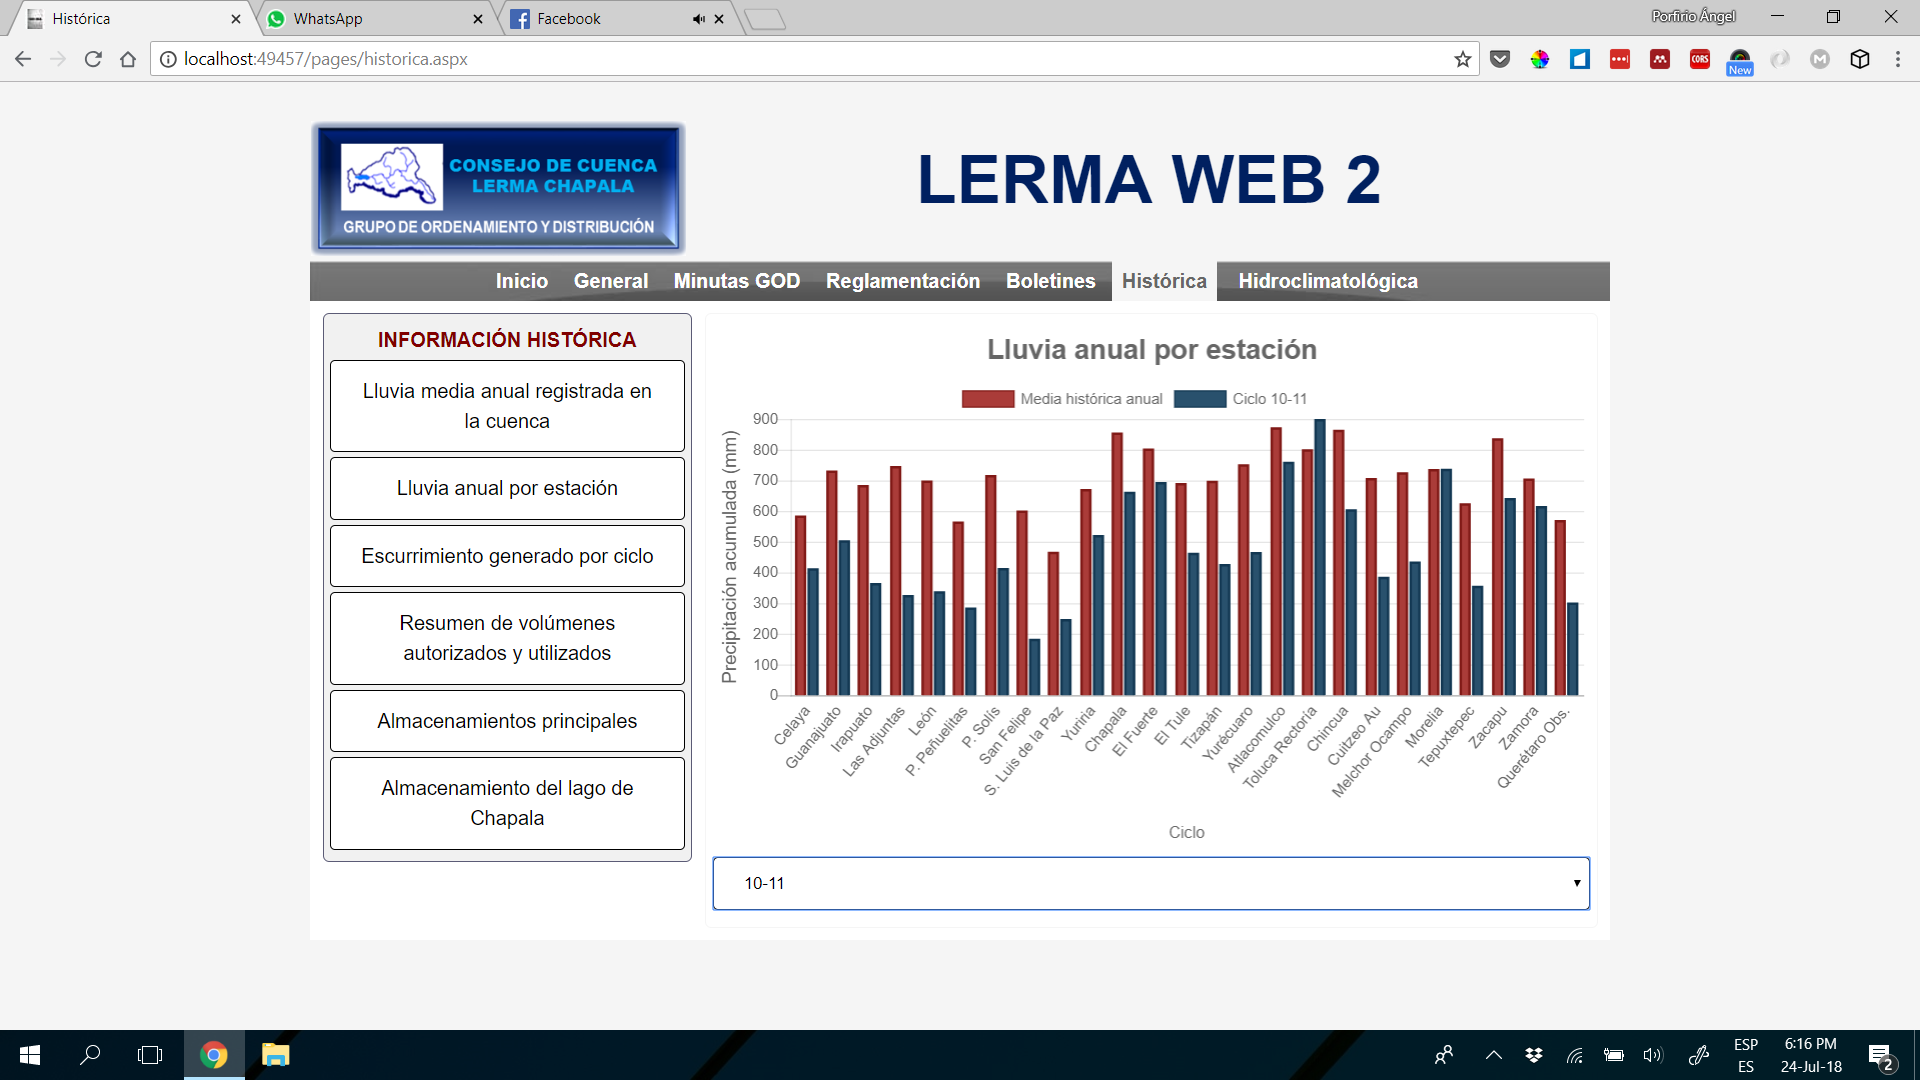 Histórica
WhatsApp
Facebook
Porfirio Ángel
localhost:49457/pages/historica.aspx
CORS
New
M
CONSEJO DE CUENCA
LERMA CHAPALA
GRUPO DE ORDENAMIENTO Y DISTRIBUCIÓN
LERMA WEB 2
Inicio General Minutas GOD Reglamentación Boletines Histórica Hidroclimatológica
INFORMACIÓN HISTÓRICA
Lluvia media anual registrada en
la cuenca
Lluvia anual por estación
Escurrimiento generado por ciclo
Resumen de volúmenes
autorizados y utilizados
Almacenamientos principales
Almacenamiento del lago de
Chapala
Lluvia anual por estación
Media histórica anual Ciclo 10-11
Precipitación acumulada (mm)
900
800
700
600
500
400
300
200
100
0
Celaya
Guanajuato
Irapuato
Las Adjuntas
León
P. Peñuelitas
P. Solís
San Felipe
S. Luis de la Paz
Yuriria
Chapala
El Fuerte
El Tule
Tizapán
Yurécuaro
Atlacomulco
Toluca Rectoría
Chincua
Cuitzeo Au
Melchor Ocampo
Morelia
Tepuxtepec
Zacapu
Zamora
Querétaro Obs.
Ciclo
10-11
ESP
ES
6:16 PM
24-Jul-18
2